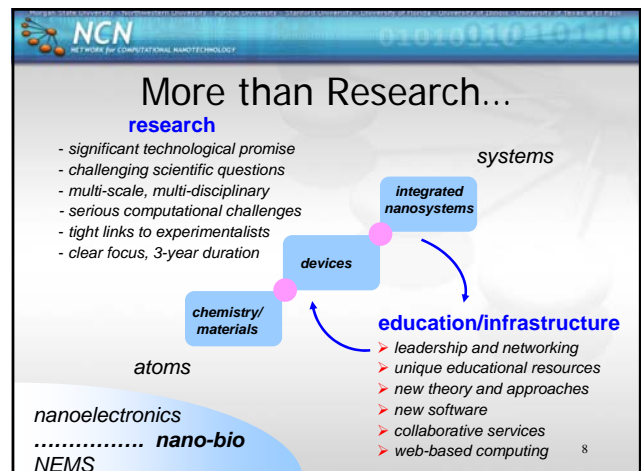 NCN
NETWORK for COMPUTATIONAL NANOTECHNOLOGY
01010110
010110
More than Research...
research
- significant technological promise
- challenging scientific questions
- multi-scale, multi-disciplinary
- serious computational challenges
- tight links to experimentalists
- clear focus, 3-year duration
systems
integrated
nanosystems
devices
chemistry/
materials
atoms
education/infrastructure
➢ leadership and networking
➢ unique educational resources
➢ new theory and approaches
➢ new software
➢ collaborative services
➢ web-based computing
nanoelectronics
................ nano-bio
NEMS
8